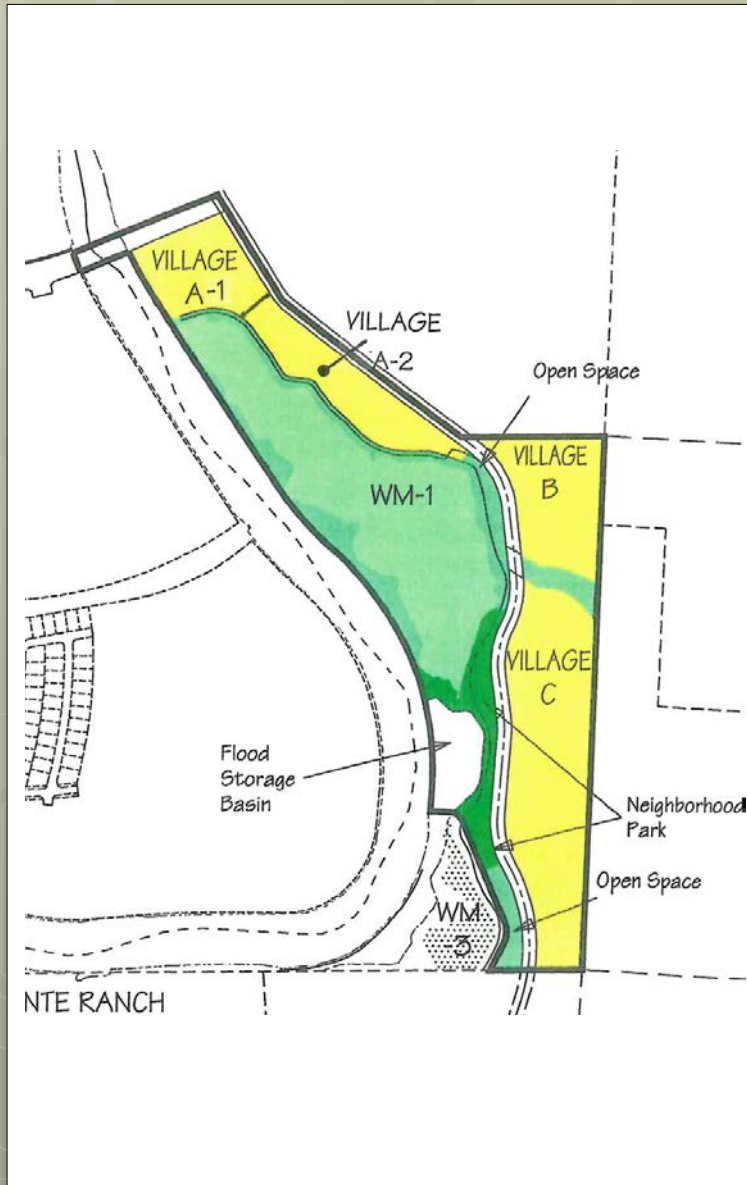 VILLAGE
A-1
VILLAGE
A-2
Open Space
VILLAGE
B
WM-1
VILLAGE
C
Flood
Storage
Basin
Neighborhood
Park
Open Space
WM
-3
NTE RANCH